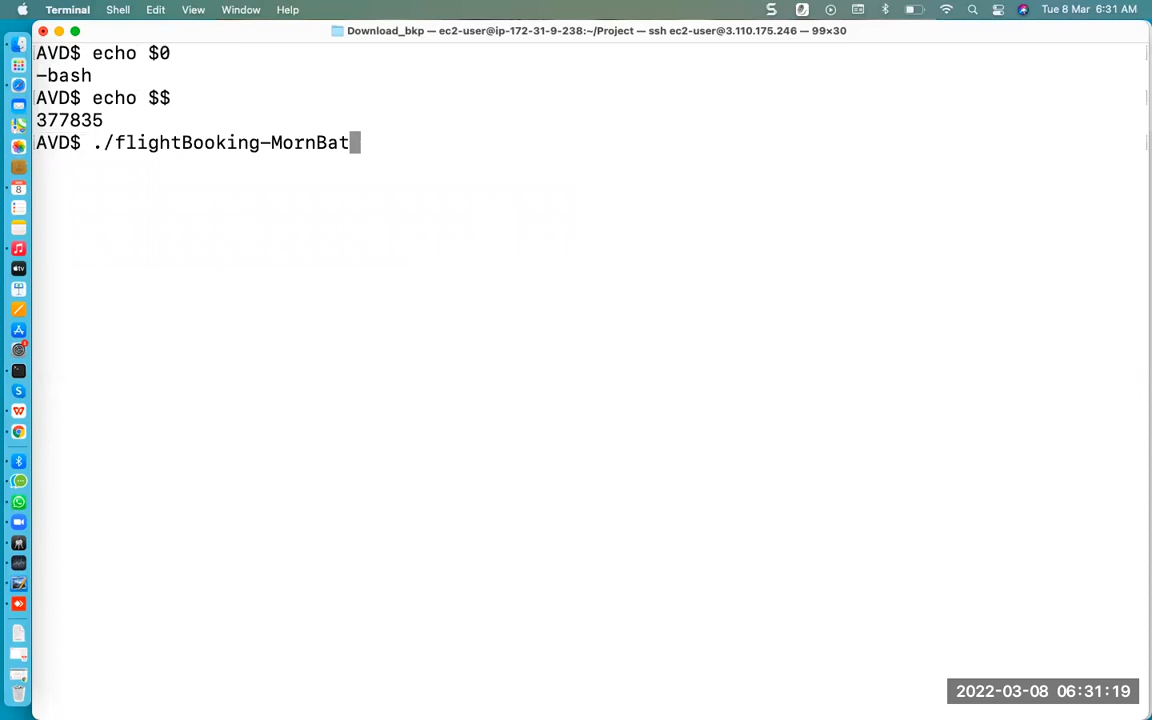 Terminal Shell Edit View Window Help Tue 8 Mar 6:31 AM
Download_bkp — ec2-user@ip-172-31-9-238:~/Project — ssh ec2-user@3.110.175.246 — 99×30
AVD$ echo $0
-bash
AVD$ echo $$
377835
AVD$ ./flightBooking-MornBat
2022-03-08 06:31:19